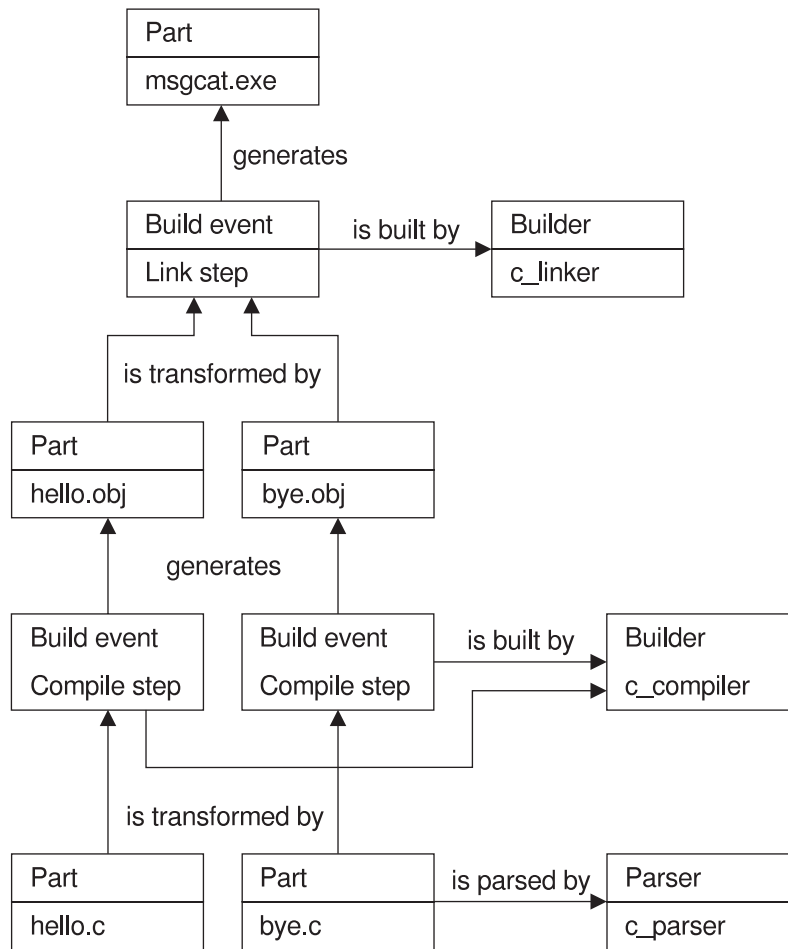 Part
msgcat.exe
generates
Build event
Link step
is built by
Builder
c_linker
is transformed by
Part
hello.obj
Part
bye.obj
generates
Build event
Compile step
Build event
Compile step
is built by
Builder
c_compiler
is transformed by
Part
hello.c
Part
bye.c
is parsed by
Parser
c_parser